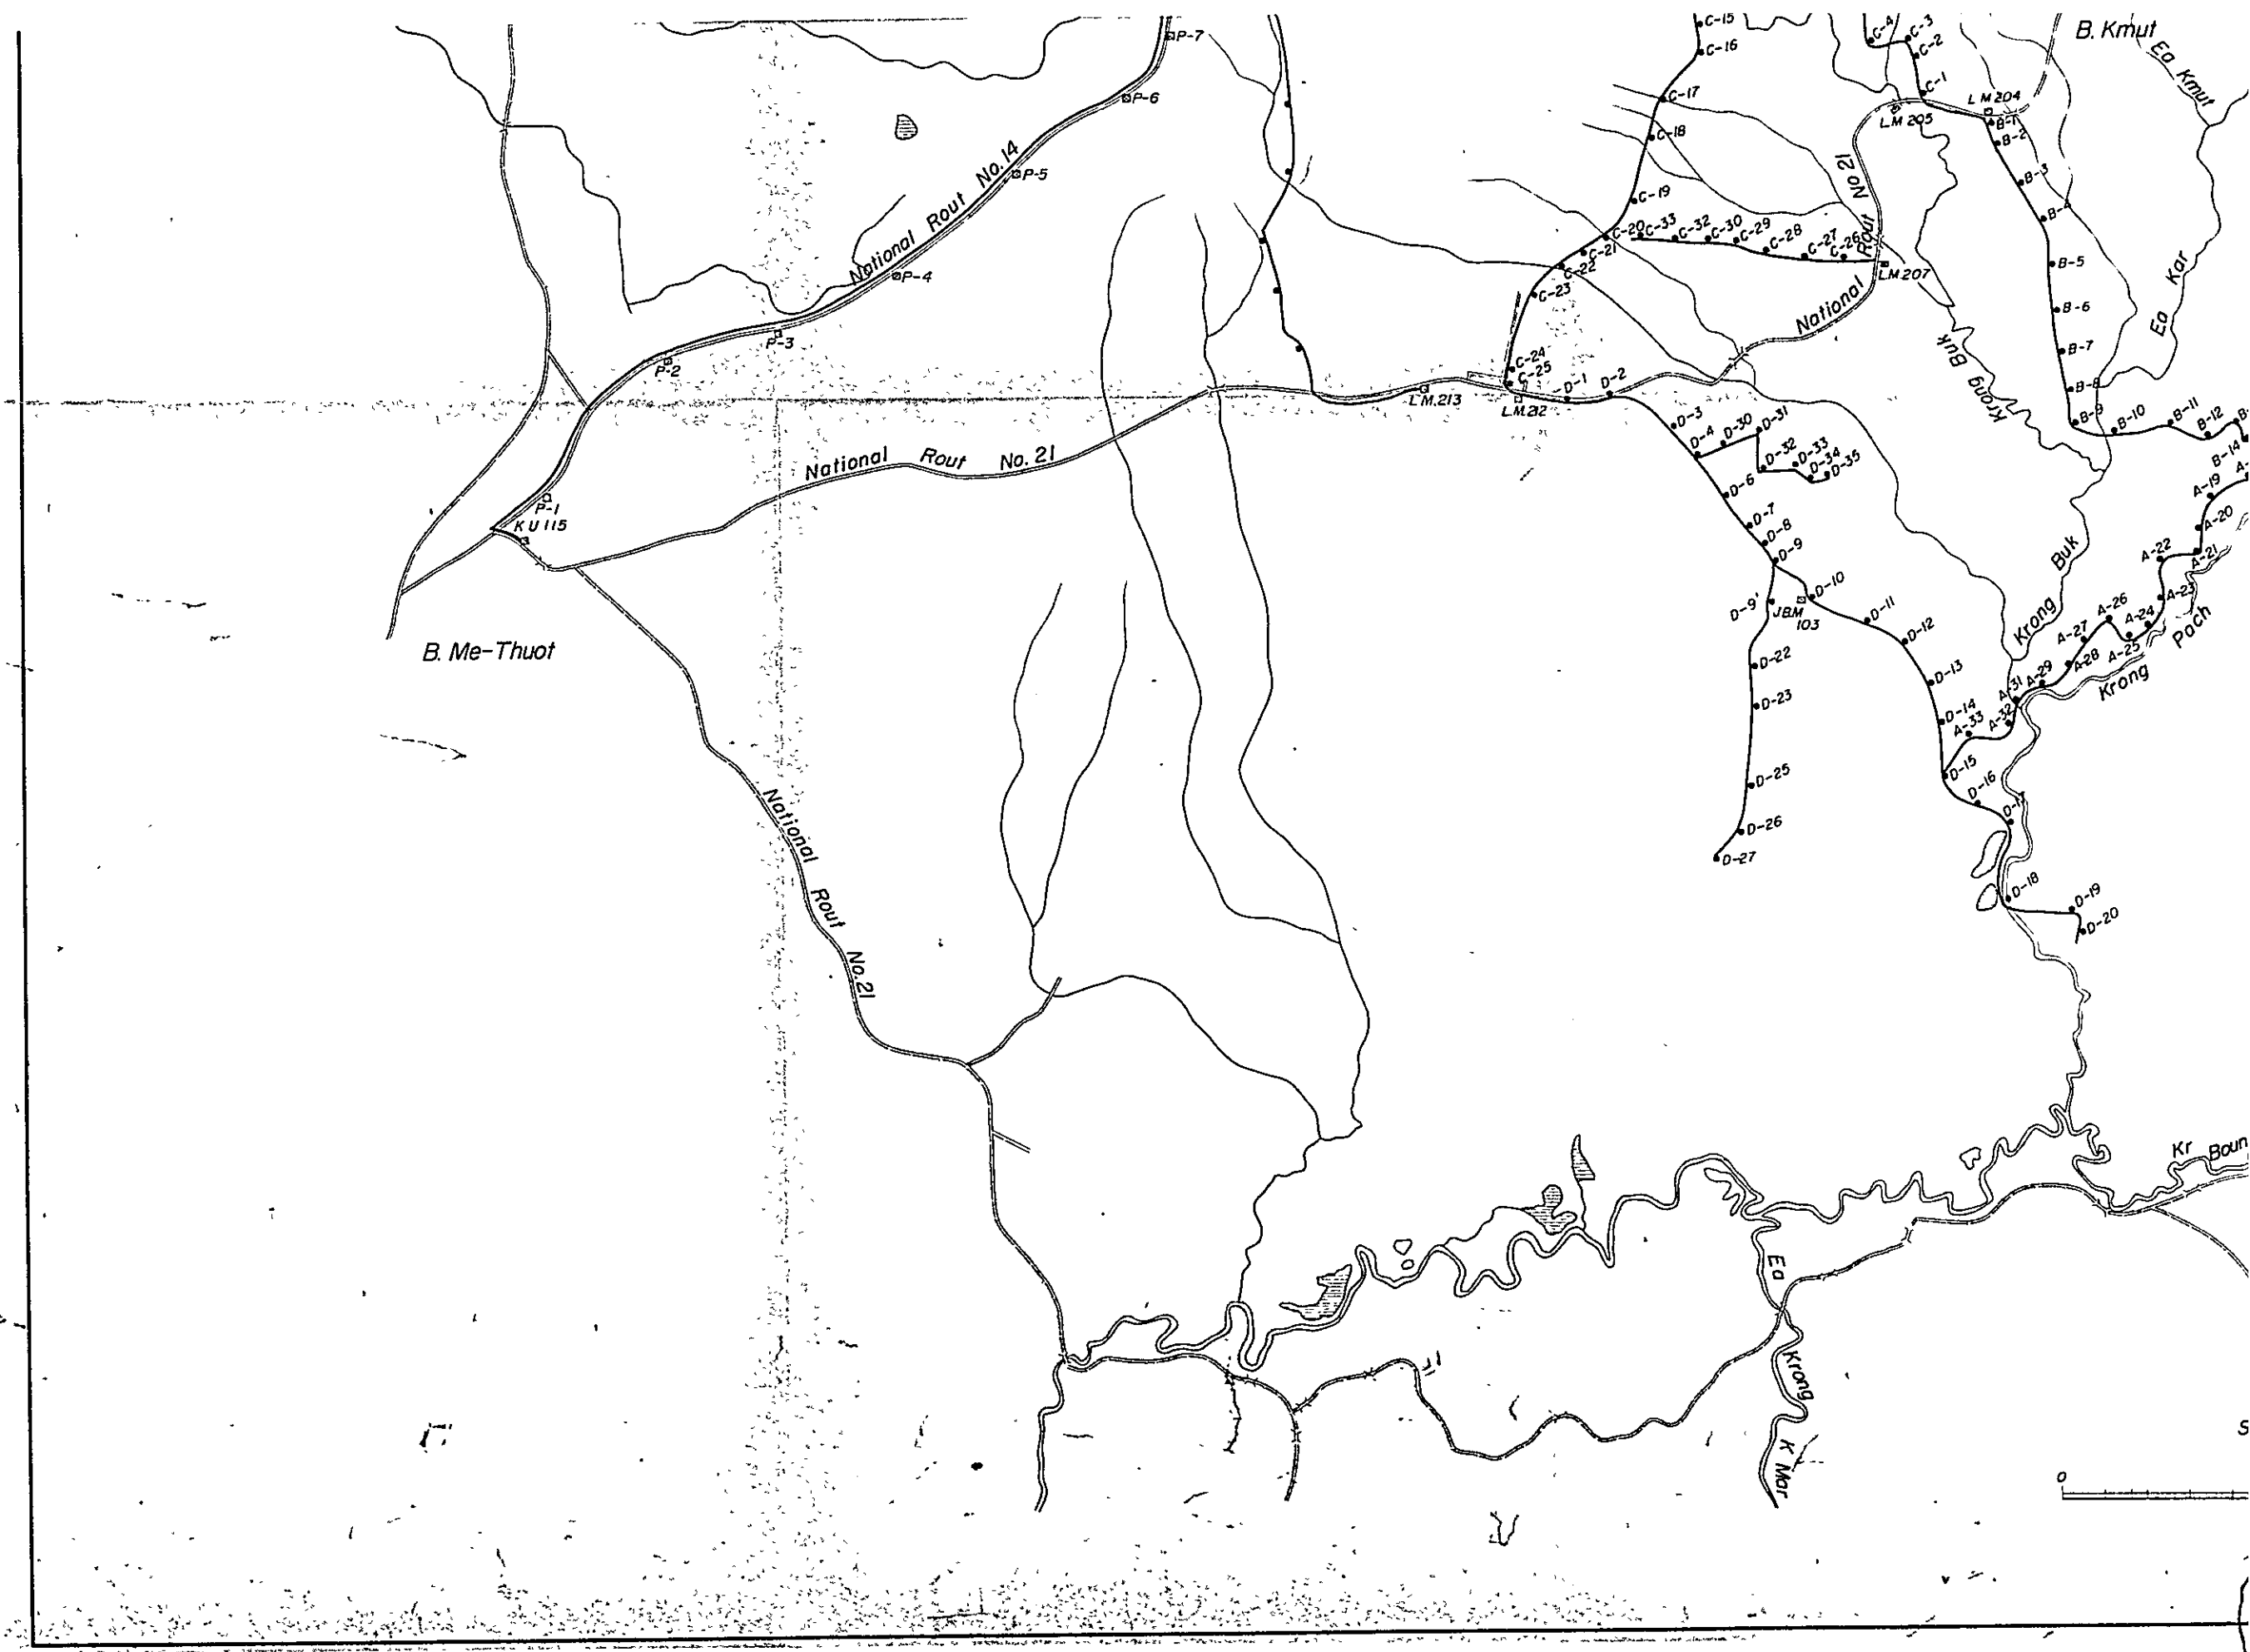 C-15
C-16
C-17
C-18
C-19
C-20
C-21
C-22
C-23
C-24
C-25
C-33
C-32
C-30
C-29
C-28
C-27
C-26
C-4
C-3
C-2
C-1
B. Kmut
Ea Kmut
LM 204
LM 205
B-1
B-2
B-3
B-4
B-5
B-6
B-7
B-8
B-9
B-10
B-11
B-12
B-14
Ea Kar
P-7
P-6
P-5
P-4
P-3
P-2
P-1
KU 115
National Rout No. 14
National Rout No 21
LM 207
Krong Buk
LM.213
LM.212
National Rout No. 21
D-1
D-2
D-3
D-4
D-30
D-31
D-32
D-33
D-34
D-35
D-6
D-7
D-8
D-9
D-9'
JBM 103
D-10
D-11
D-12
D-13
D-14
D-15
D-16
D-17
D-18
D-19
D-20
D-22
D-23
D-25
D-26
D-27
A-19
A-20
A-21
A-22
A-23
A-24
A-25
A-26
A-27
A-28
A-29
A-31
A-32
A-33
Krong Buk
Krong Pach
B. Me-Thuot
National Rout No.21
Kr Boun
Ea Krong K Mar
S
0